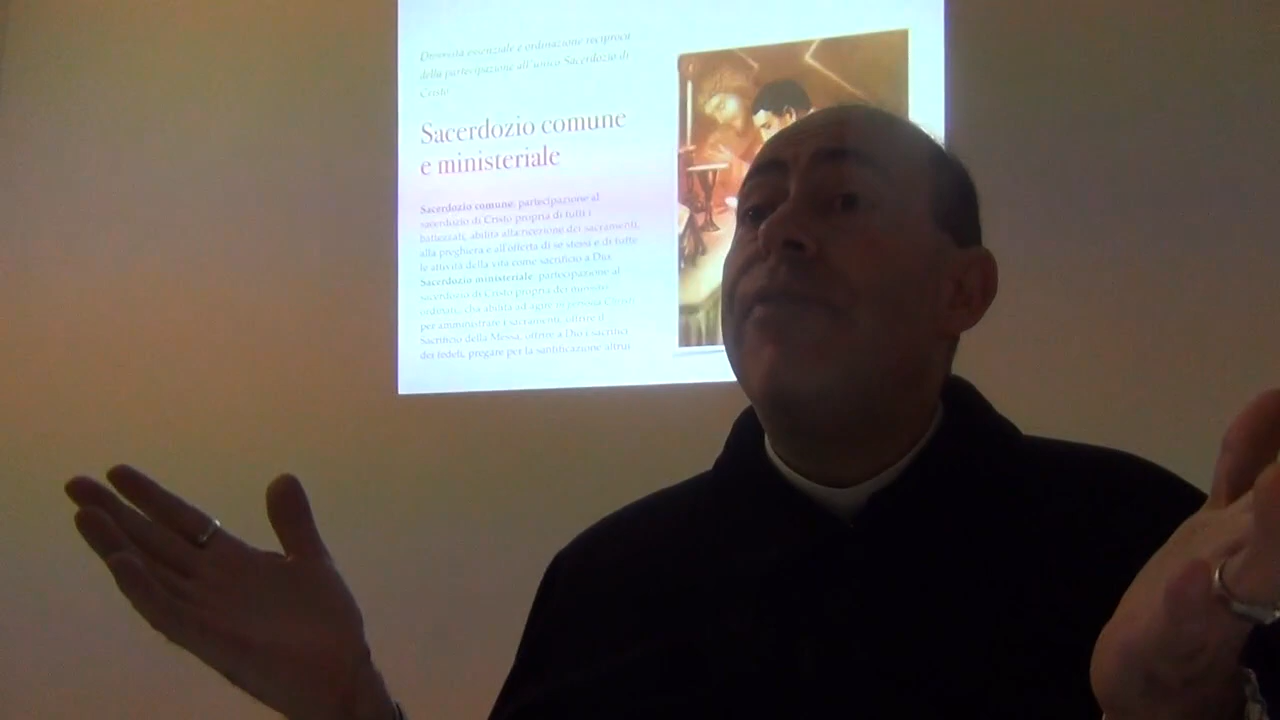 Diversità essenziale e ordinazione reciproca
della partecipazione all'unico Sacerdozio di
Cristo
Sacerdozio comune
e ministeriale
Sacerdozio comune: partecipazione al
sacerdozio di Cristo propria di tutti i
battezzati, abilita alla ricezione dei sacramenti,
alla preghiera e all'offerta di se stessi e di tutte
le attività della vita come sacrificio a Dio
Sacerdozio ministeriale: partecipazione al
sacerdozio di Cristo propria dei ministri
ordinati, che abilita ad agire in persona Christi
per amministrare i sacramenti, offrire il
Sacrificio della Messa, offrire a Dio i sacrifici
dei fedeli, pregare per la santificazione altrui